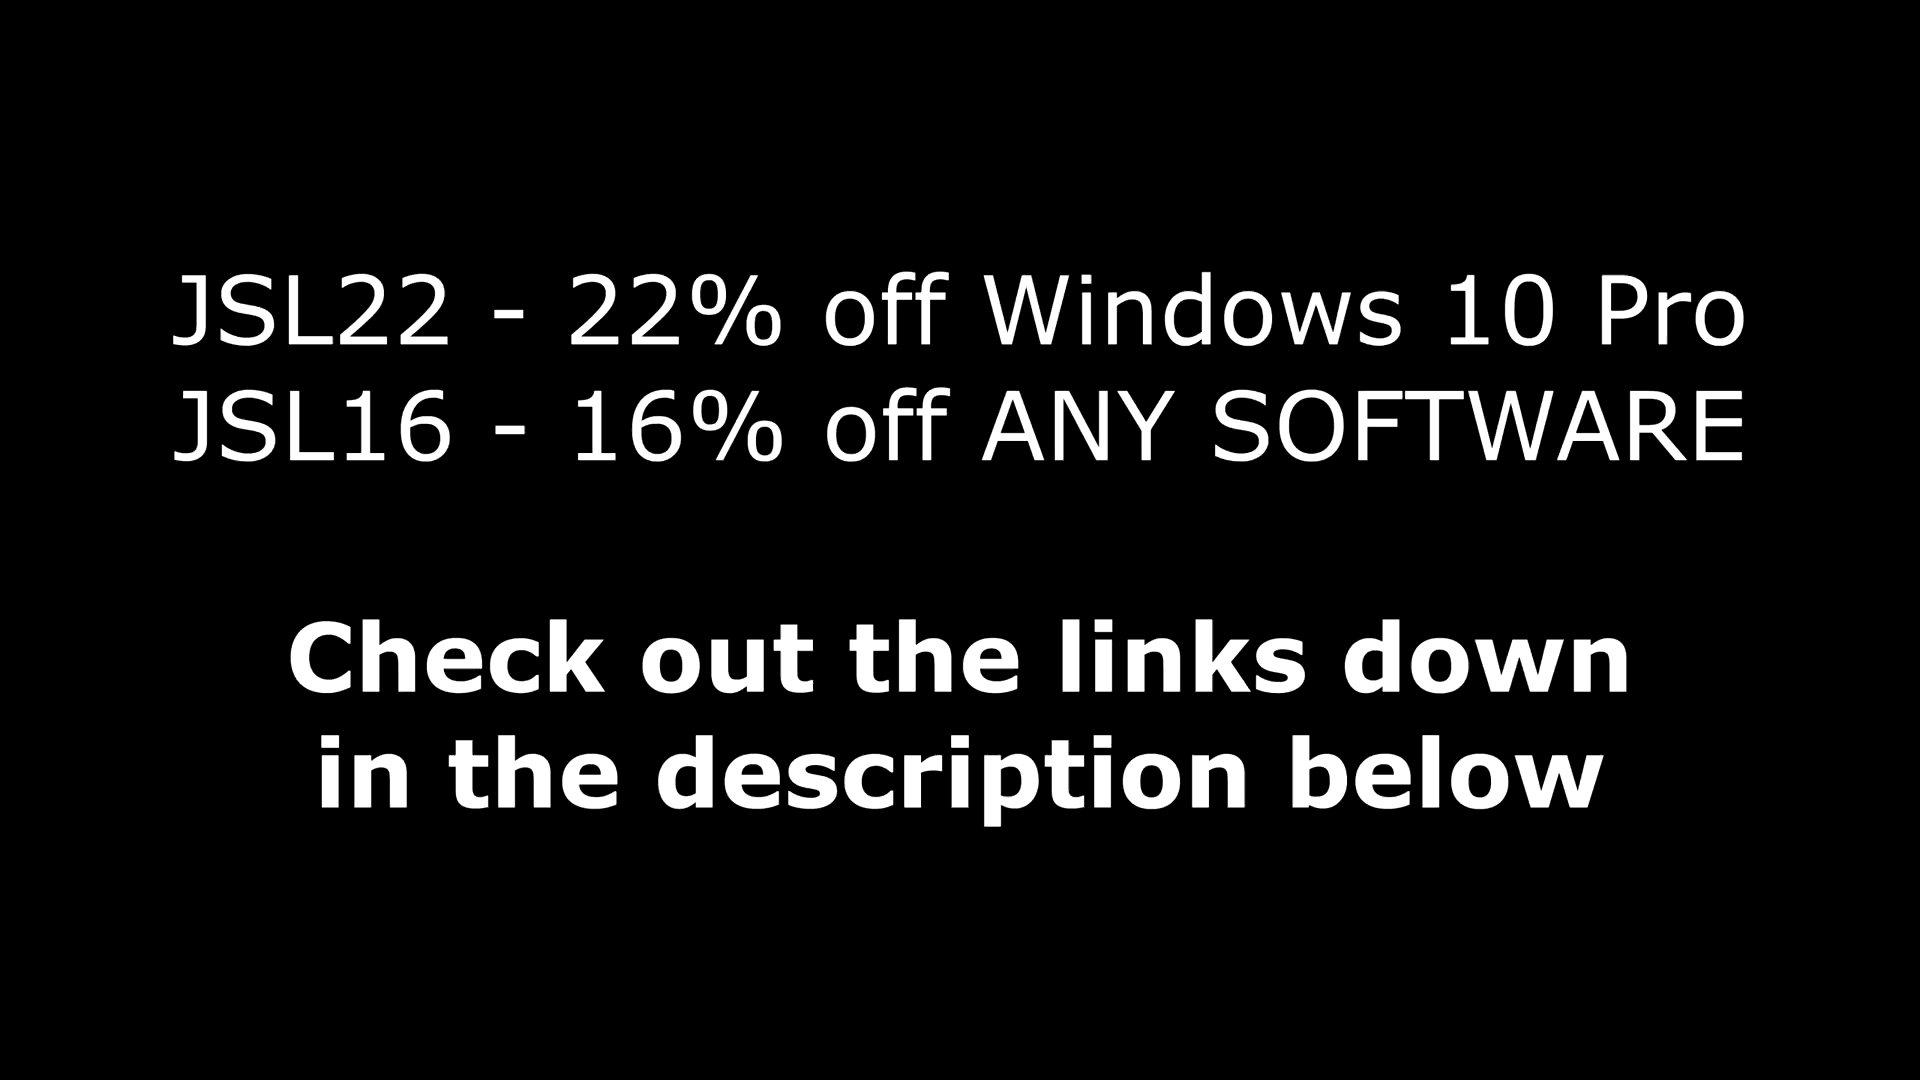 JSL22 - 22% off Windows 10 Pro
JSL16 - 16% off ANY SOFTWARE
Check out the links down
in the description below